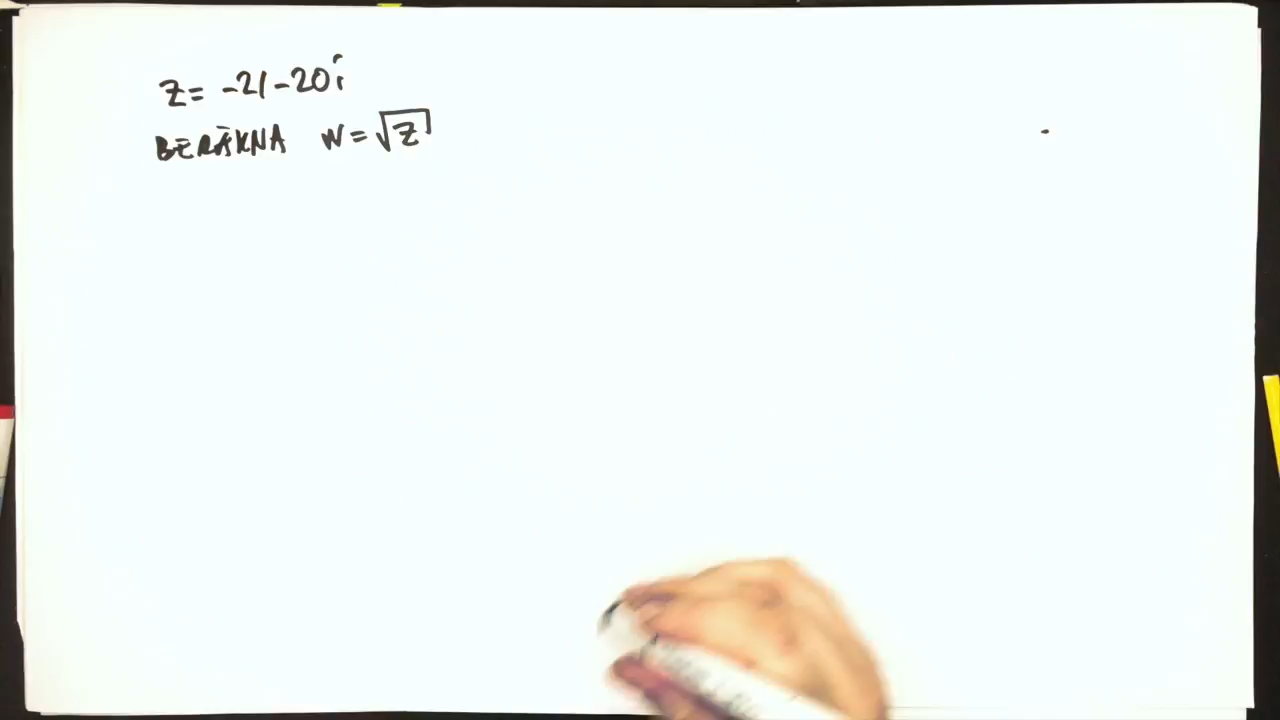 z = -21-20i
BERÄKNA W = √z